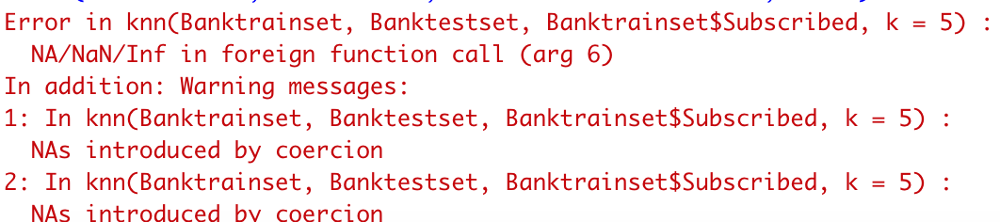 Error in knn(Banktrainset, Banktestset, Banktrainset$Subscribed, k = 5) :
  NA/NaN/Inf in foreign function call (arg 6)
In addition: Warning messages:
1: In knn(Banktrainset, Banktestset, Banktrainset$Subscribed, k = 5) :
  NAs introduced by coercion
2: In knn(Banktrainset, Banktestset, Banktrainset$Subscribed, k = 5) :
  NAs introduced by coercion